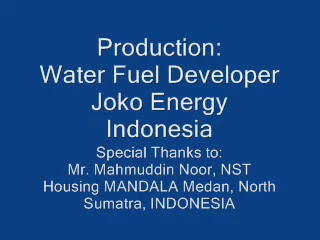 Production:
Water Fuel Developer
Joko Energy
Indonesia
Special Thanks to:
Mr. Mahmuddin Noor, NST
Housing MANDALA Medan, North
Sumatra, INDONESIA